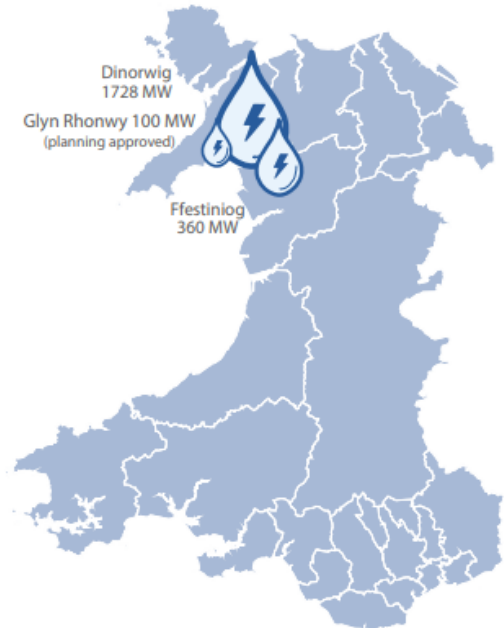 Dinorwig
1728 MW
Glyn Rhonwy 100 MW
(planning approved)
Ffestiniog
360 MW